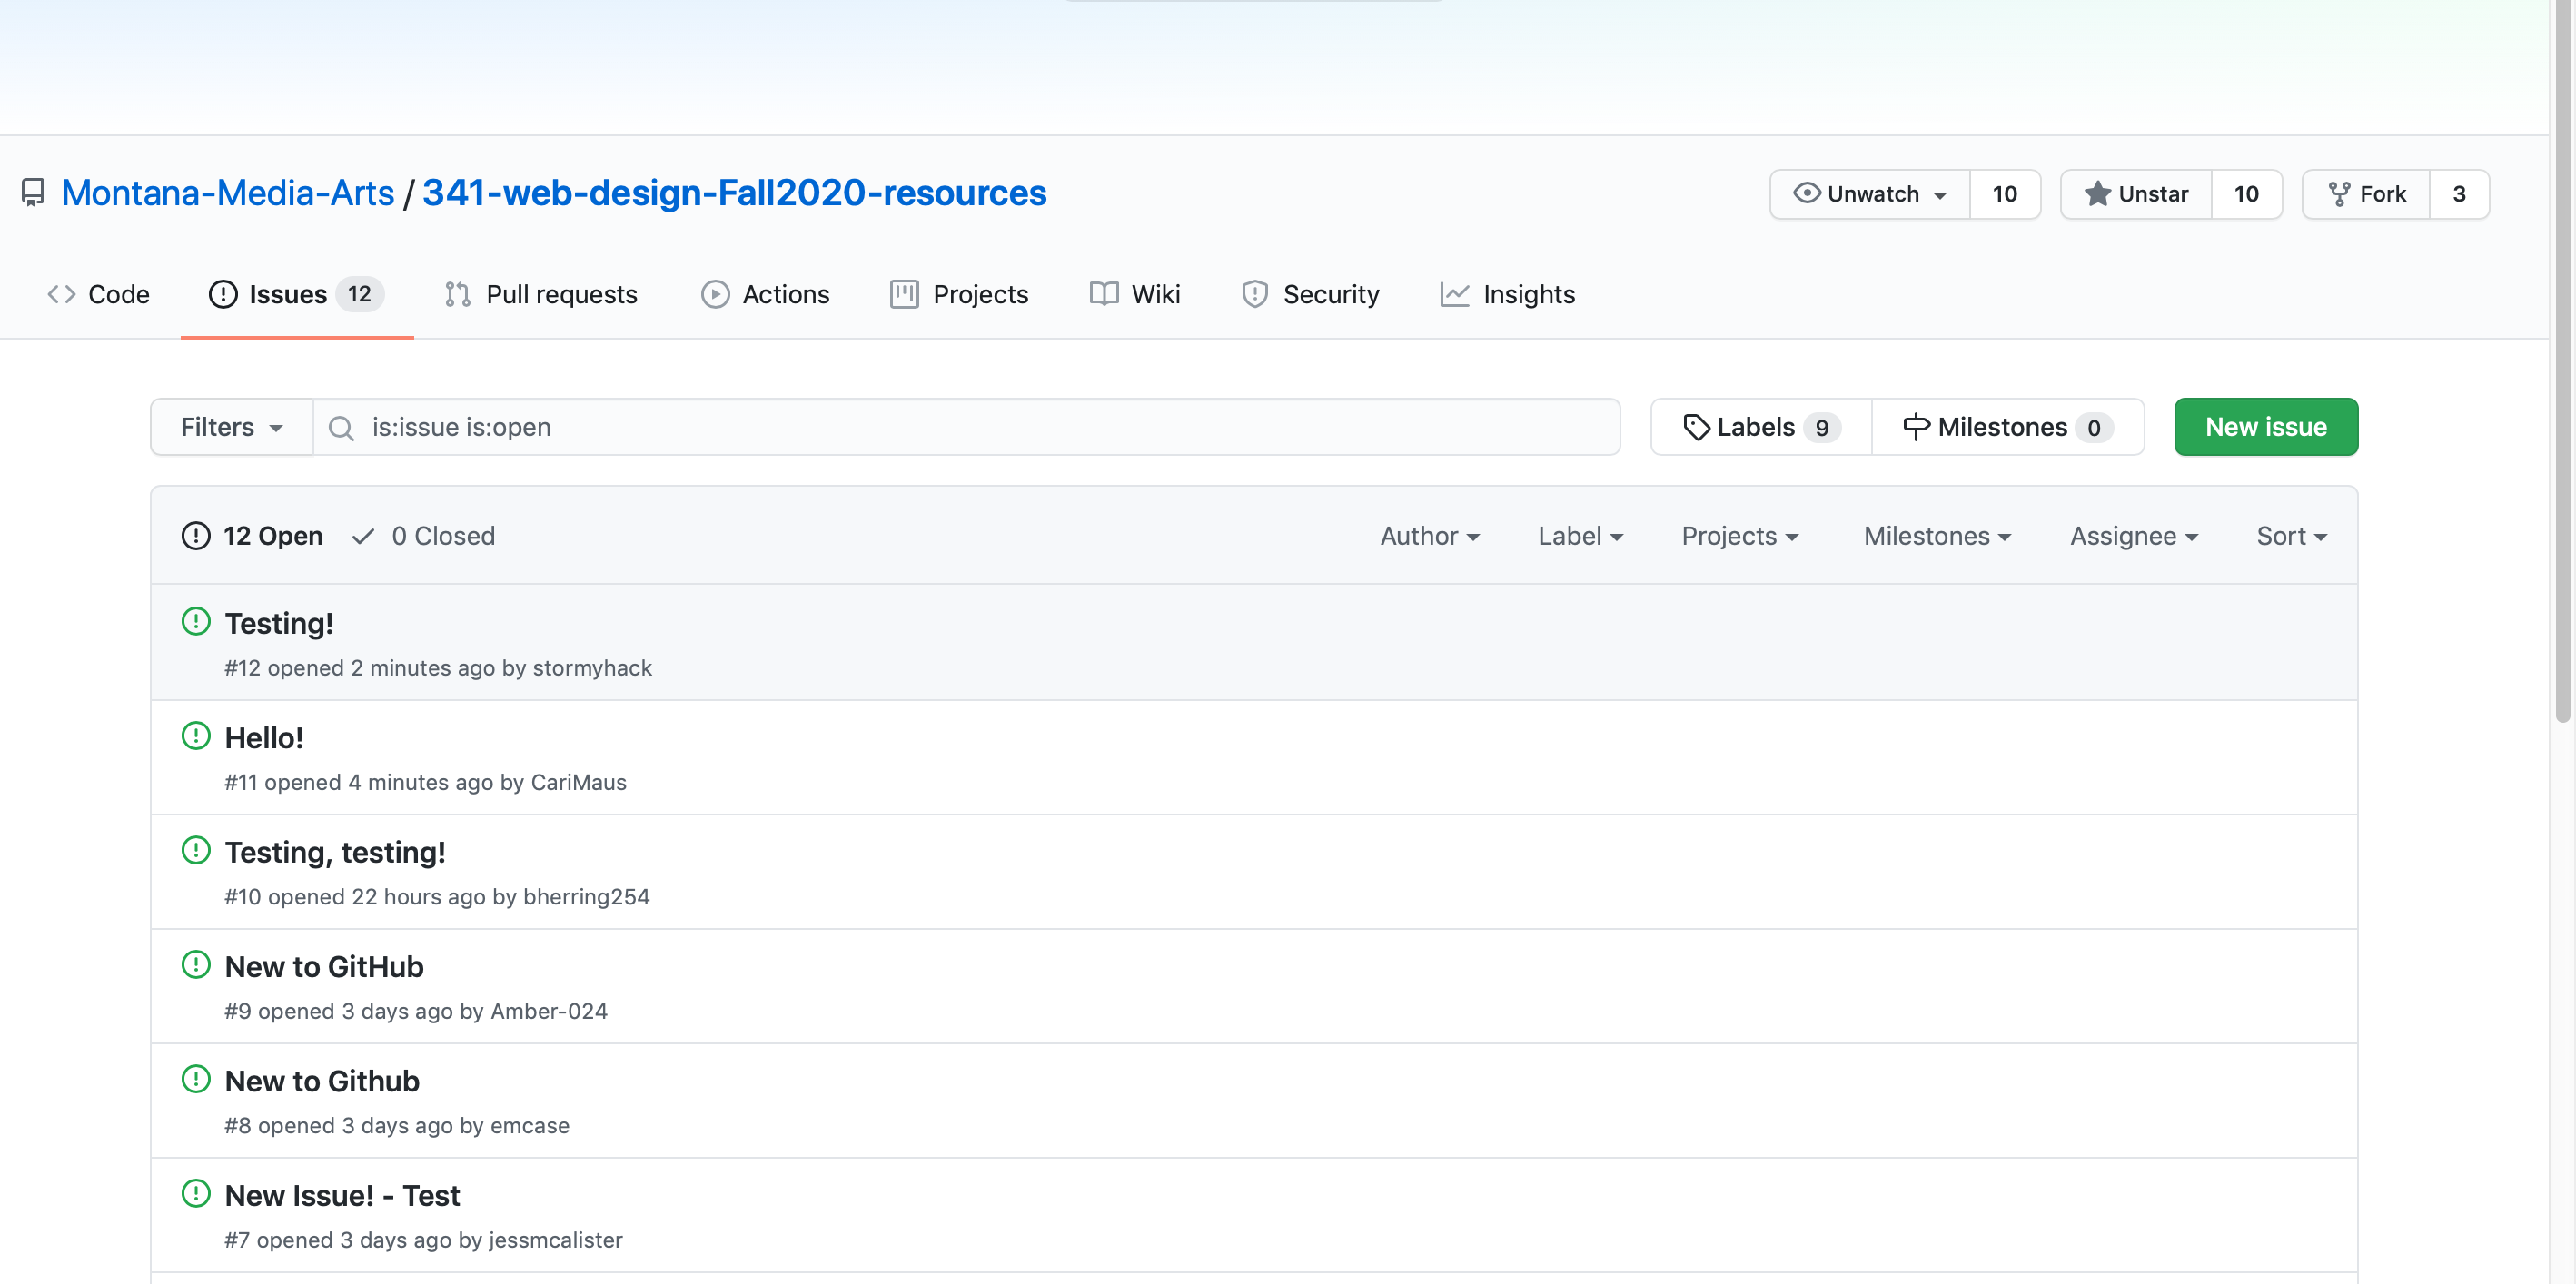 Montana-Media-Arts / 341-web-design-Fall2020-resources
Unwatch 10 Unstar 10 Fork 3
Code Issues 12 Pull requests Actions Projects Wiki Security Insights
Filters is:issue is:open Labels 9 Milestones 0 New issue
12 Open 0 Closed Author Label Projects Milestones Assignee Sort
Testing!
#12 opened 2 minutes ago by stormyhack
Hello!
#11 opened 4 minutes ago by CariMaus
Testing, testing!
#10 opened 22 hours ago by bherring254
New to GitHub
#9 opened 3 days ago by Amber-024
New to Github
#8 opened 3 days ago by emcase
New Issue! - Test
#7 opened 3 days ago by jessmcalister